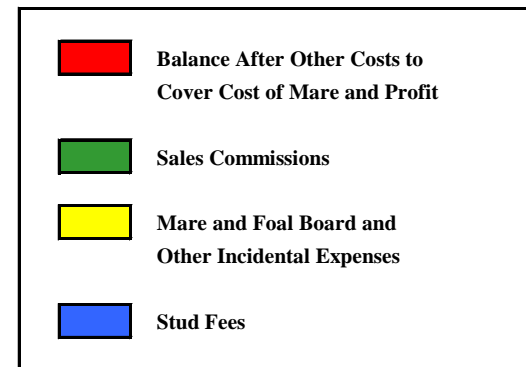 Balance After Other Costs to
Cover Cost of Mare and Profit
Sales Commissions
Mare and Foal Board and
Other Incidental Expenses
Stud Fees